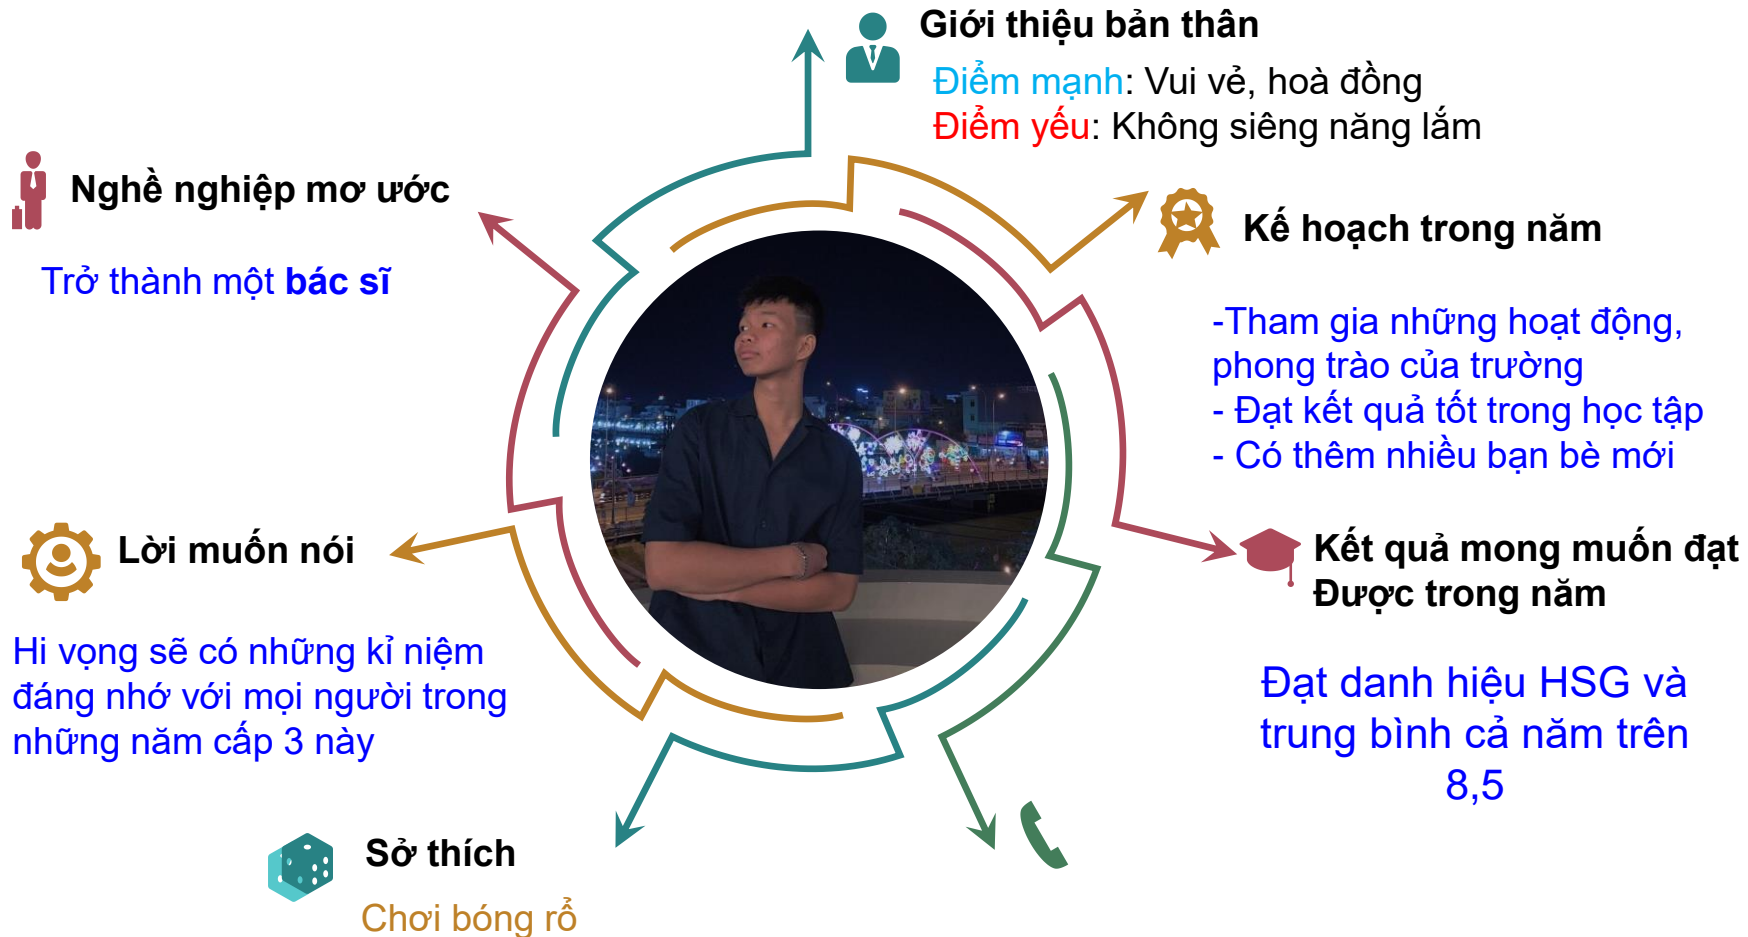 Giới thiệu bản thân
Điểm mạnh: Vui vẻ, hoà đồng
Điểm yếu: Không siêng năng lắm
Nghề nghiệp mơ ước
Trở thành một bác sĩ
Kế hoạch trong năm
-Tham gia những hoạt động,
phong trào của trường
- Đạt kết quả tốt trong học tập
- Có thêm nhiều bạn bè mới
Lời muốn nói
Hi vọng sẽ có những kỉ niệm
đáng nhớ với mọi người trong
những năm cấp 3 này
Kết quả mong muốn đạt
Được trong năm
Đạt danh hiệu HSG và
trung bình cả năm trên
8,5
Sở thích
Chơi bóng rổ